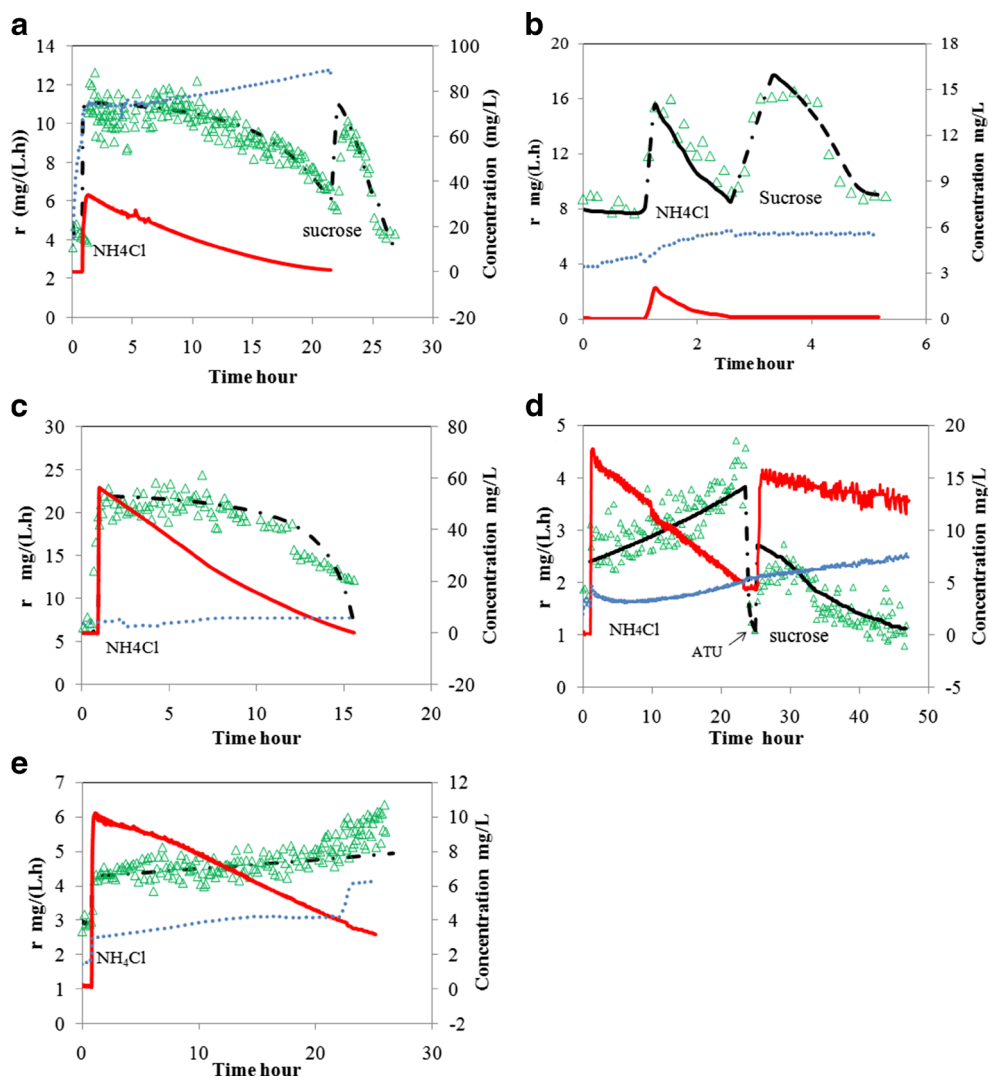 a
14
12
10
8
6
4
2
0
r (mg/(L.h)
NH4Cl
sucrose
100
80
60
40
20
0
-20
Concentration (mg/L)
0 5 10 15 20 25 30
Time hour
b
20
16
12
8
4
0
r mg/(L.h)
NH4Cl
Sucrose
18
15
12
9
6
3
0
Concentration mg/L
0 2 4 6
Time hour
c
30
25
20
15
10
5
0
r mg/(L.h)
NH4Cl
80
60
40
20
0
-20
Concentration mg/L
0 5 10 15 20
Time hour
d
5
4
3
2
1
0
r mg/(L.h)
NH4Cl
ATU
sucrose
20
15
10
5
0
-5
Concentration mg/L
0 10 20 30 40 50
Time hour
e
7
6
5
4
3
2
1
r mg/(L.h)
NH₄Cl
12
10
8
6
4
2
0
-2
Concentration mg/L
0 10 20 30
Time hour